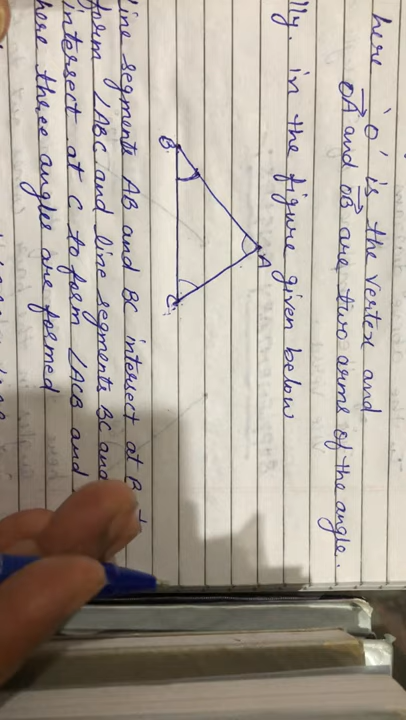 here 'O' is the vertex and
OA and OB are two arms of the angle.
lly. in the figure given below
A
B
C
line segments AB and BC intersect at B to
form ∠ABC and line segments BC and
intersect at C to form ∠ACB and
here three angles are formed